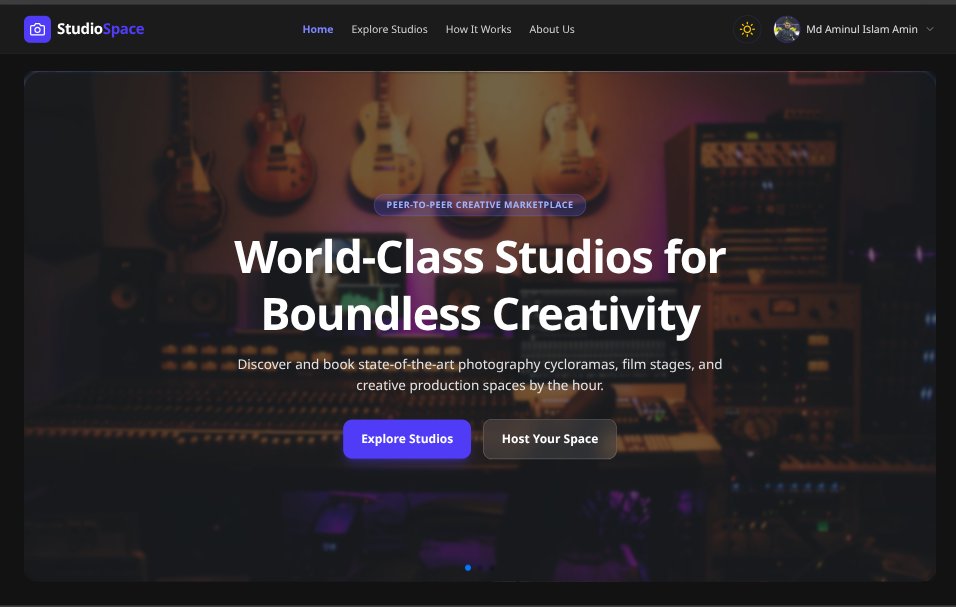 StudioSpace
Home
Explore Studios
How It Works
About Us
Md Aminul Islam Amin
PEER-TO-PEER CREATIVE MARKETPLACE
World-Class Studios for
Boundless Creativity
Discover and book state-of-the-art photography cycloramas, film stages, and
creative production spaces by the hour.
Explore Studios
Host Your Space